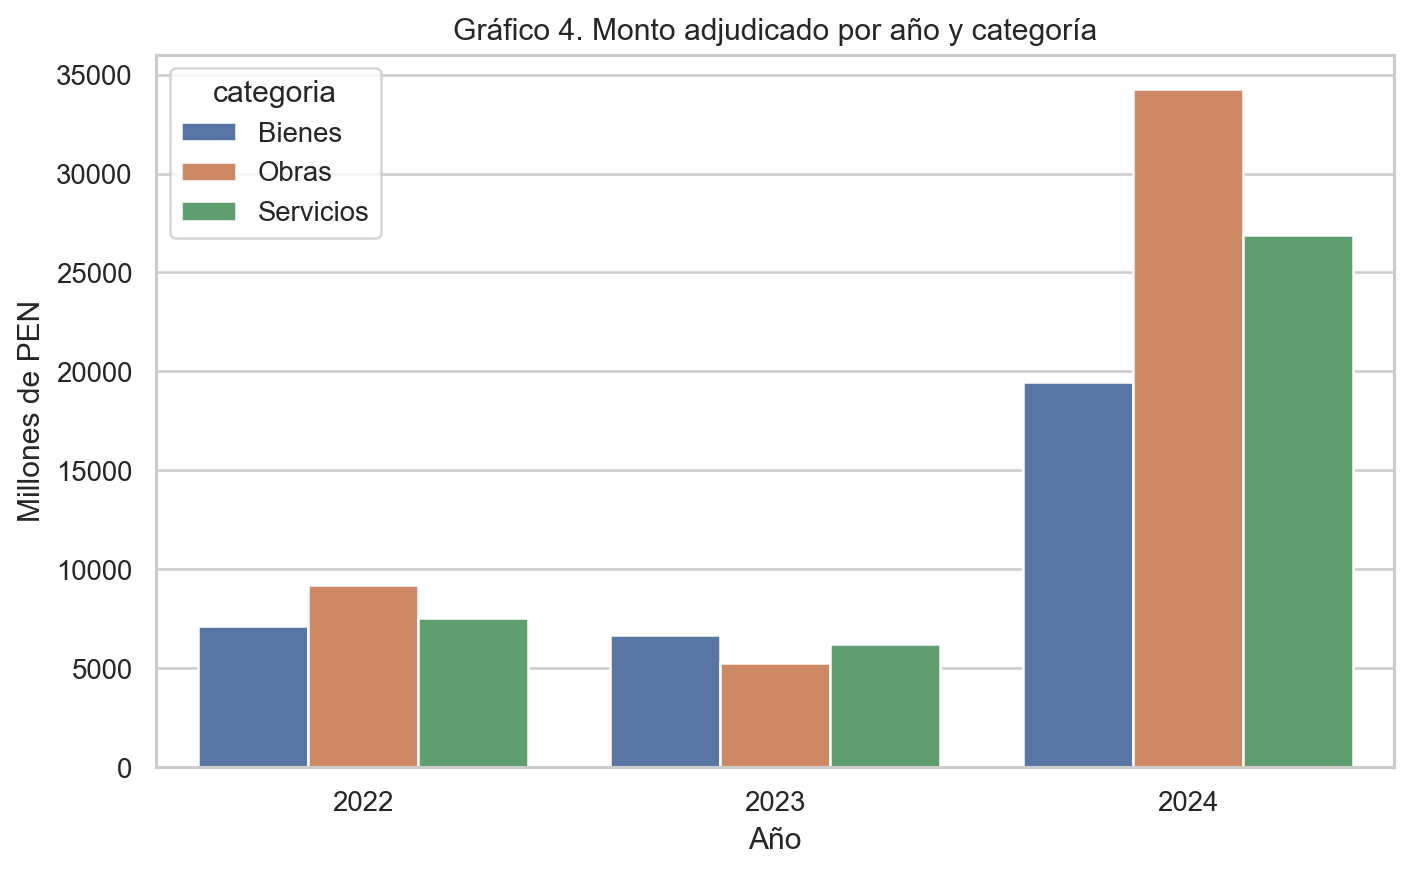 Gráfico 4. Monto adjudicado por año y categoría
categoria
Bienes
Obras
Servicios
Millones de PEN
35000
30000
25000
20000
15000
10000
5000
0
2022
2023
2024
Año